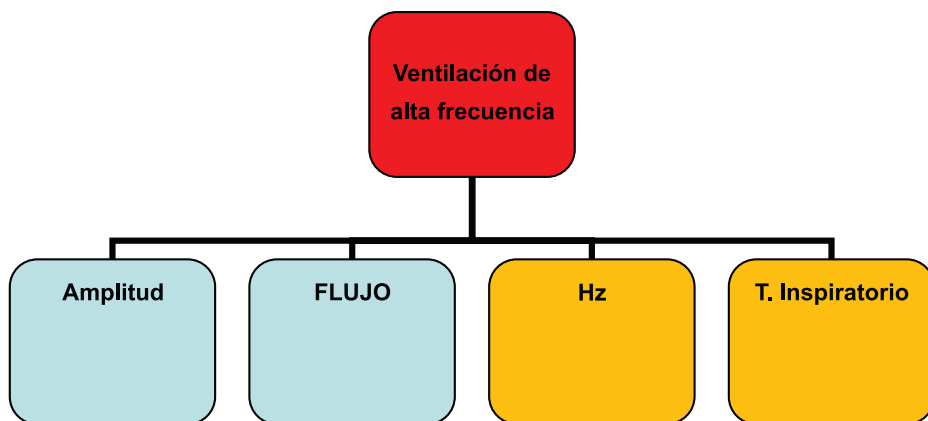 Ventilación de
alta frecuencia
Amplitud
FLUJO
Hz
T. Inspiratorio